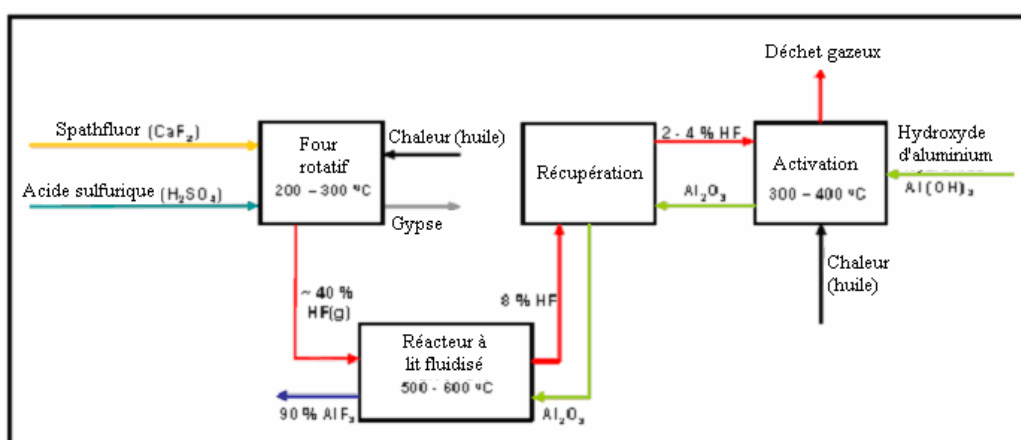 Déchet gazeux
Spathfluor (CaF₂)
Four
rotatif
200 – 300 °C
Chaleur (huile)
Acide sulfurique (H₂SO₄)
Gypse
Récupération
2 - 4 % HF
Al₂O₃
Activation
300 – 400 °C
Hydroxyde
d'aluminium
Al(OH)₃
Chaleur
(huile)
~ 40 %
HF(g)
8 % HF
Réacteur à
lit fluidisé
500 - 600 °C
90 % AlF₃
Al₂O₃